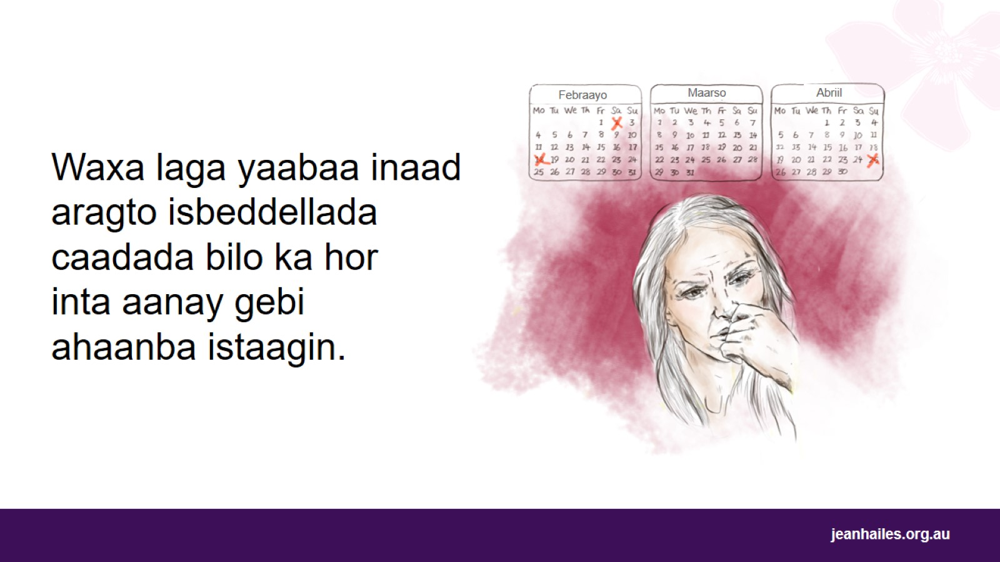 Waxa laga yaabaa inaad
aragto isbeddellada
caadada bilo ka hor
inta aanay gebi
ahaanba istaagin.
Febraayo
Mo Tu We Th Fr Sa Su
1 3
4 5 6 7 8 9 10
11 12 13 14 15 16 17
19 20 21 22 23 24
25 26 27 28 29 30 31
Maarso
Mo Tu We Th Fr Sa Su
1 2 3 4 5 6 7
8 9 10 11 12 13 14
15 16 17 18 19 20 21
22 23 24 25 26 27 28
29 30 31
Abriil
Mo Tu We Th Fr Sa Su
1 2 3 4
5 6 7 8 9 10 11
12 13 14 15 16 17 18
19 20 21 22 23 24
26 27 28 29 30
jeanhailes.org.au